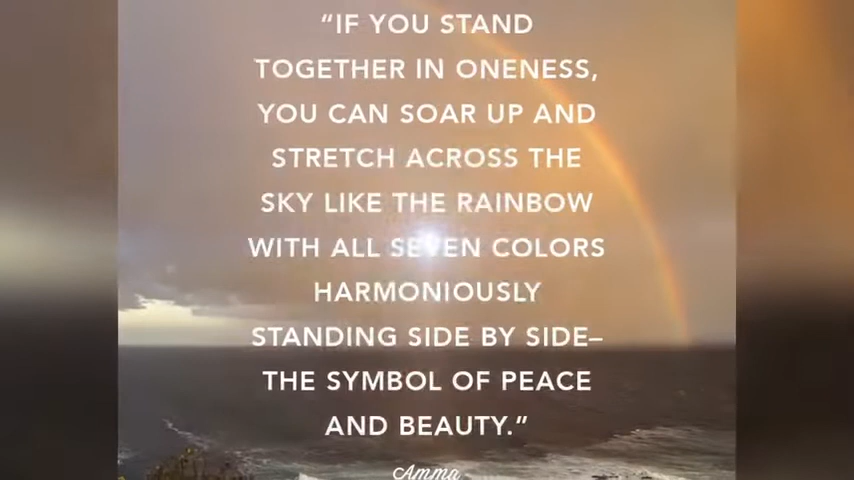 “IF YOU STAND
TOGETHER IN ONENESS,
YOU CAN SOAR UP AND
STRETCH ACROSS THE
SKY LIKE THE RAINBOW
WITH ALL SEVEN COLORS
HARMONIOUSLY
STANDING SIDE BY SIDE–
THE SYMBOL OF PEACE
AND BEAUTY.”
Amma